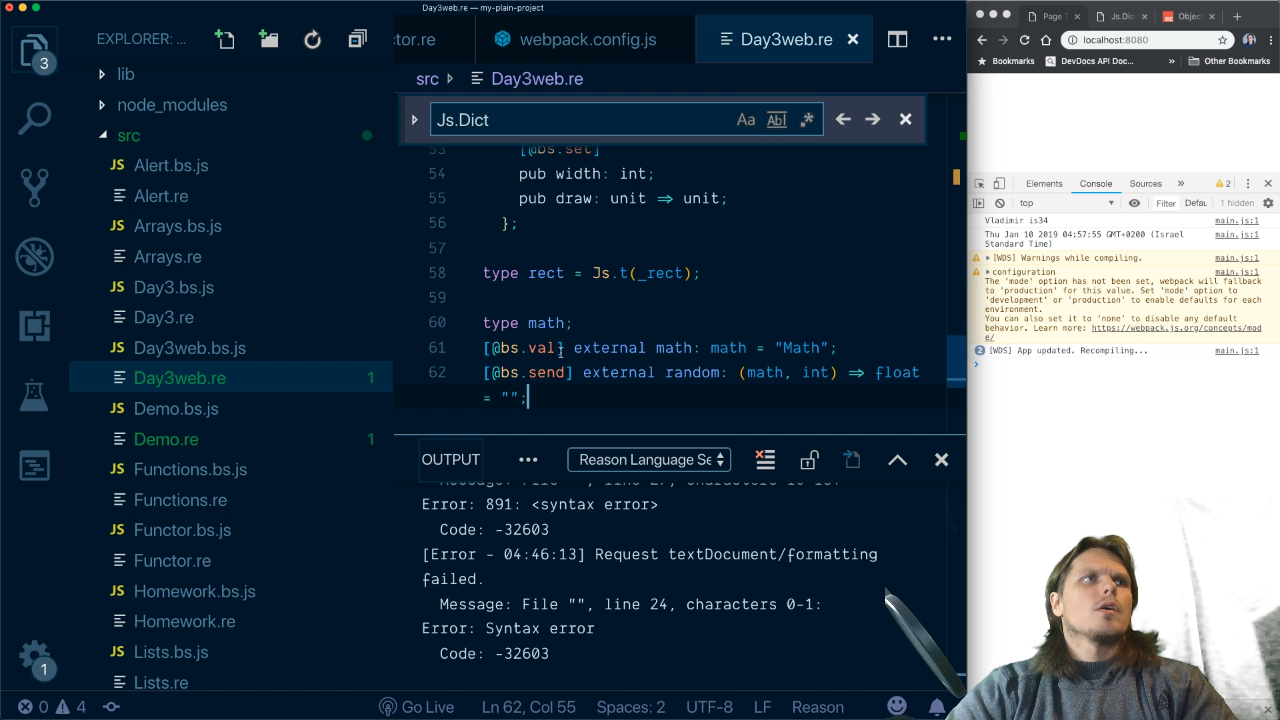 Day3web.re — my-plain-project
EXPLORER: ...
tor.re
webpack.config.js
Day3web.re
src
Day3web.re
Js.Dict
Aa
Abl
3
lib
node_modules
src
JS Alert.bs.js
Alert.re
JS Arrays.bs.js
Arrays.re
JS Day3.bs.js
Day3.re
JS Day3web.bs.js
Day3web.re 1
JS Demo.bs.js
Demo.re 1
JS Functions.bs.js
Functions.re
JS Functor.bs.js
Functor.re
JS Homework.bs.js
Homework.re
JS Lists.bs.js
Lists.re
1
53 [@bs.set]
54 pub width: int;
55 pub draw: unit => unit;
56 };
57
58 type rect = Js.t(_rect);
59
60 type math;
61 [@bs.val] external math: math = "Math";
62 [@bs.send] external random: (math, int) => float
= "";
OUTPUT
Reason Language Se
Error: 891: <syntax error>
Code: -32603
[Error - 04:46:13] Request textDocument/formatting
failed.
Message: File "", line 24, characters 0-1:
Error: Syntax error
Code: -32603
0 4
Go Live
Ln 62, Col 55
Spaces: 2
UTF-8
LF
Reason
Page T
Js.Dic
RE Objec
localhost:8080
Bookmarks
DevDocs API Doc...
»
Other Bookmarks
Elements
Console
Sources
»
2
top
Filter
Defau
1 hidden
Vladimir is34 main.js:1
Thu Jan 10 2019 04:57:55 GMT+0200 (Israel main.js:1
Standard Time)
[WDS] Warnings while compiling. main.js:1
configuration main.js:1
The 'mode' option has not been set, webpack will fallback
to 'production' for this value. Set 'mode' option to
'development' or 'production' to enable defaults for each
environment.
You can also set it to 'none' to disable any default
behavior. Learn more: https://webpack.js.org/concepts/mod
e/
2 [WDS] App updated. Recompiling... main.js:1